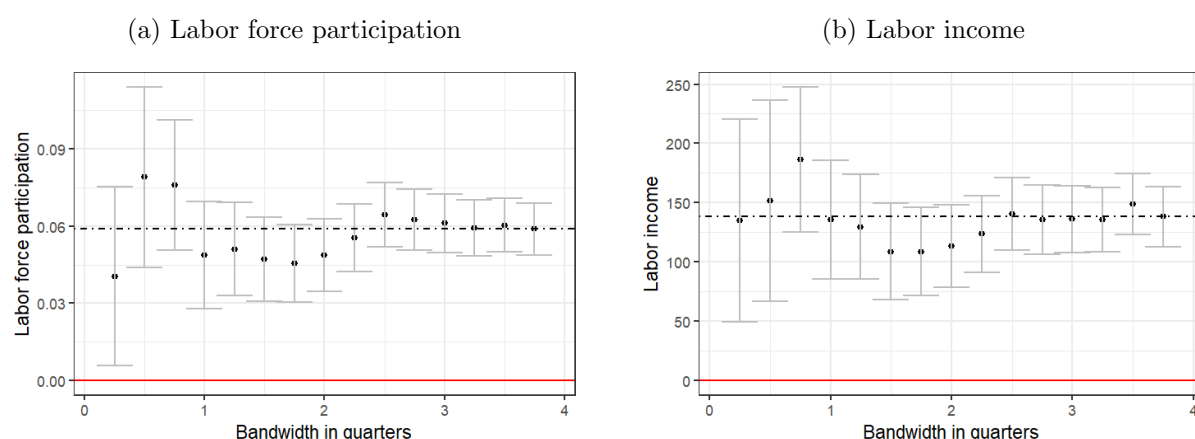 (a) Labor force participation
(b) Labor income
Labor force participation
0.09
0.06
0.03
0.00
0 1 2 3 4
Bandwidth in quarters
Labor income
250
200
150
100
50
0
0 1 2 3 4
Bandwidth in quarters